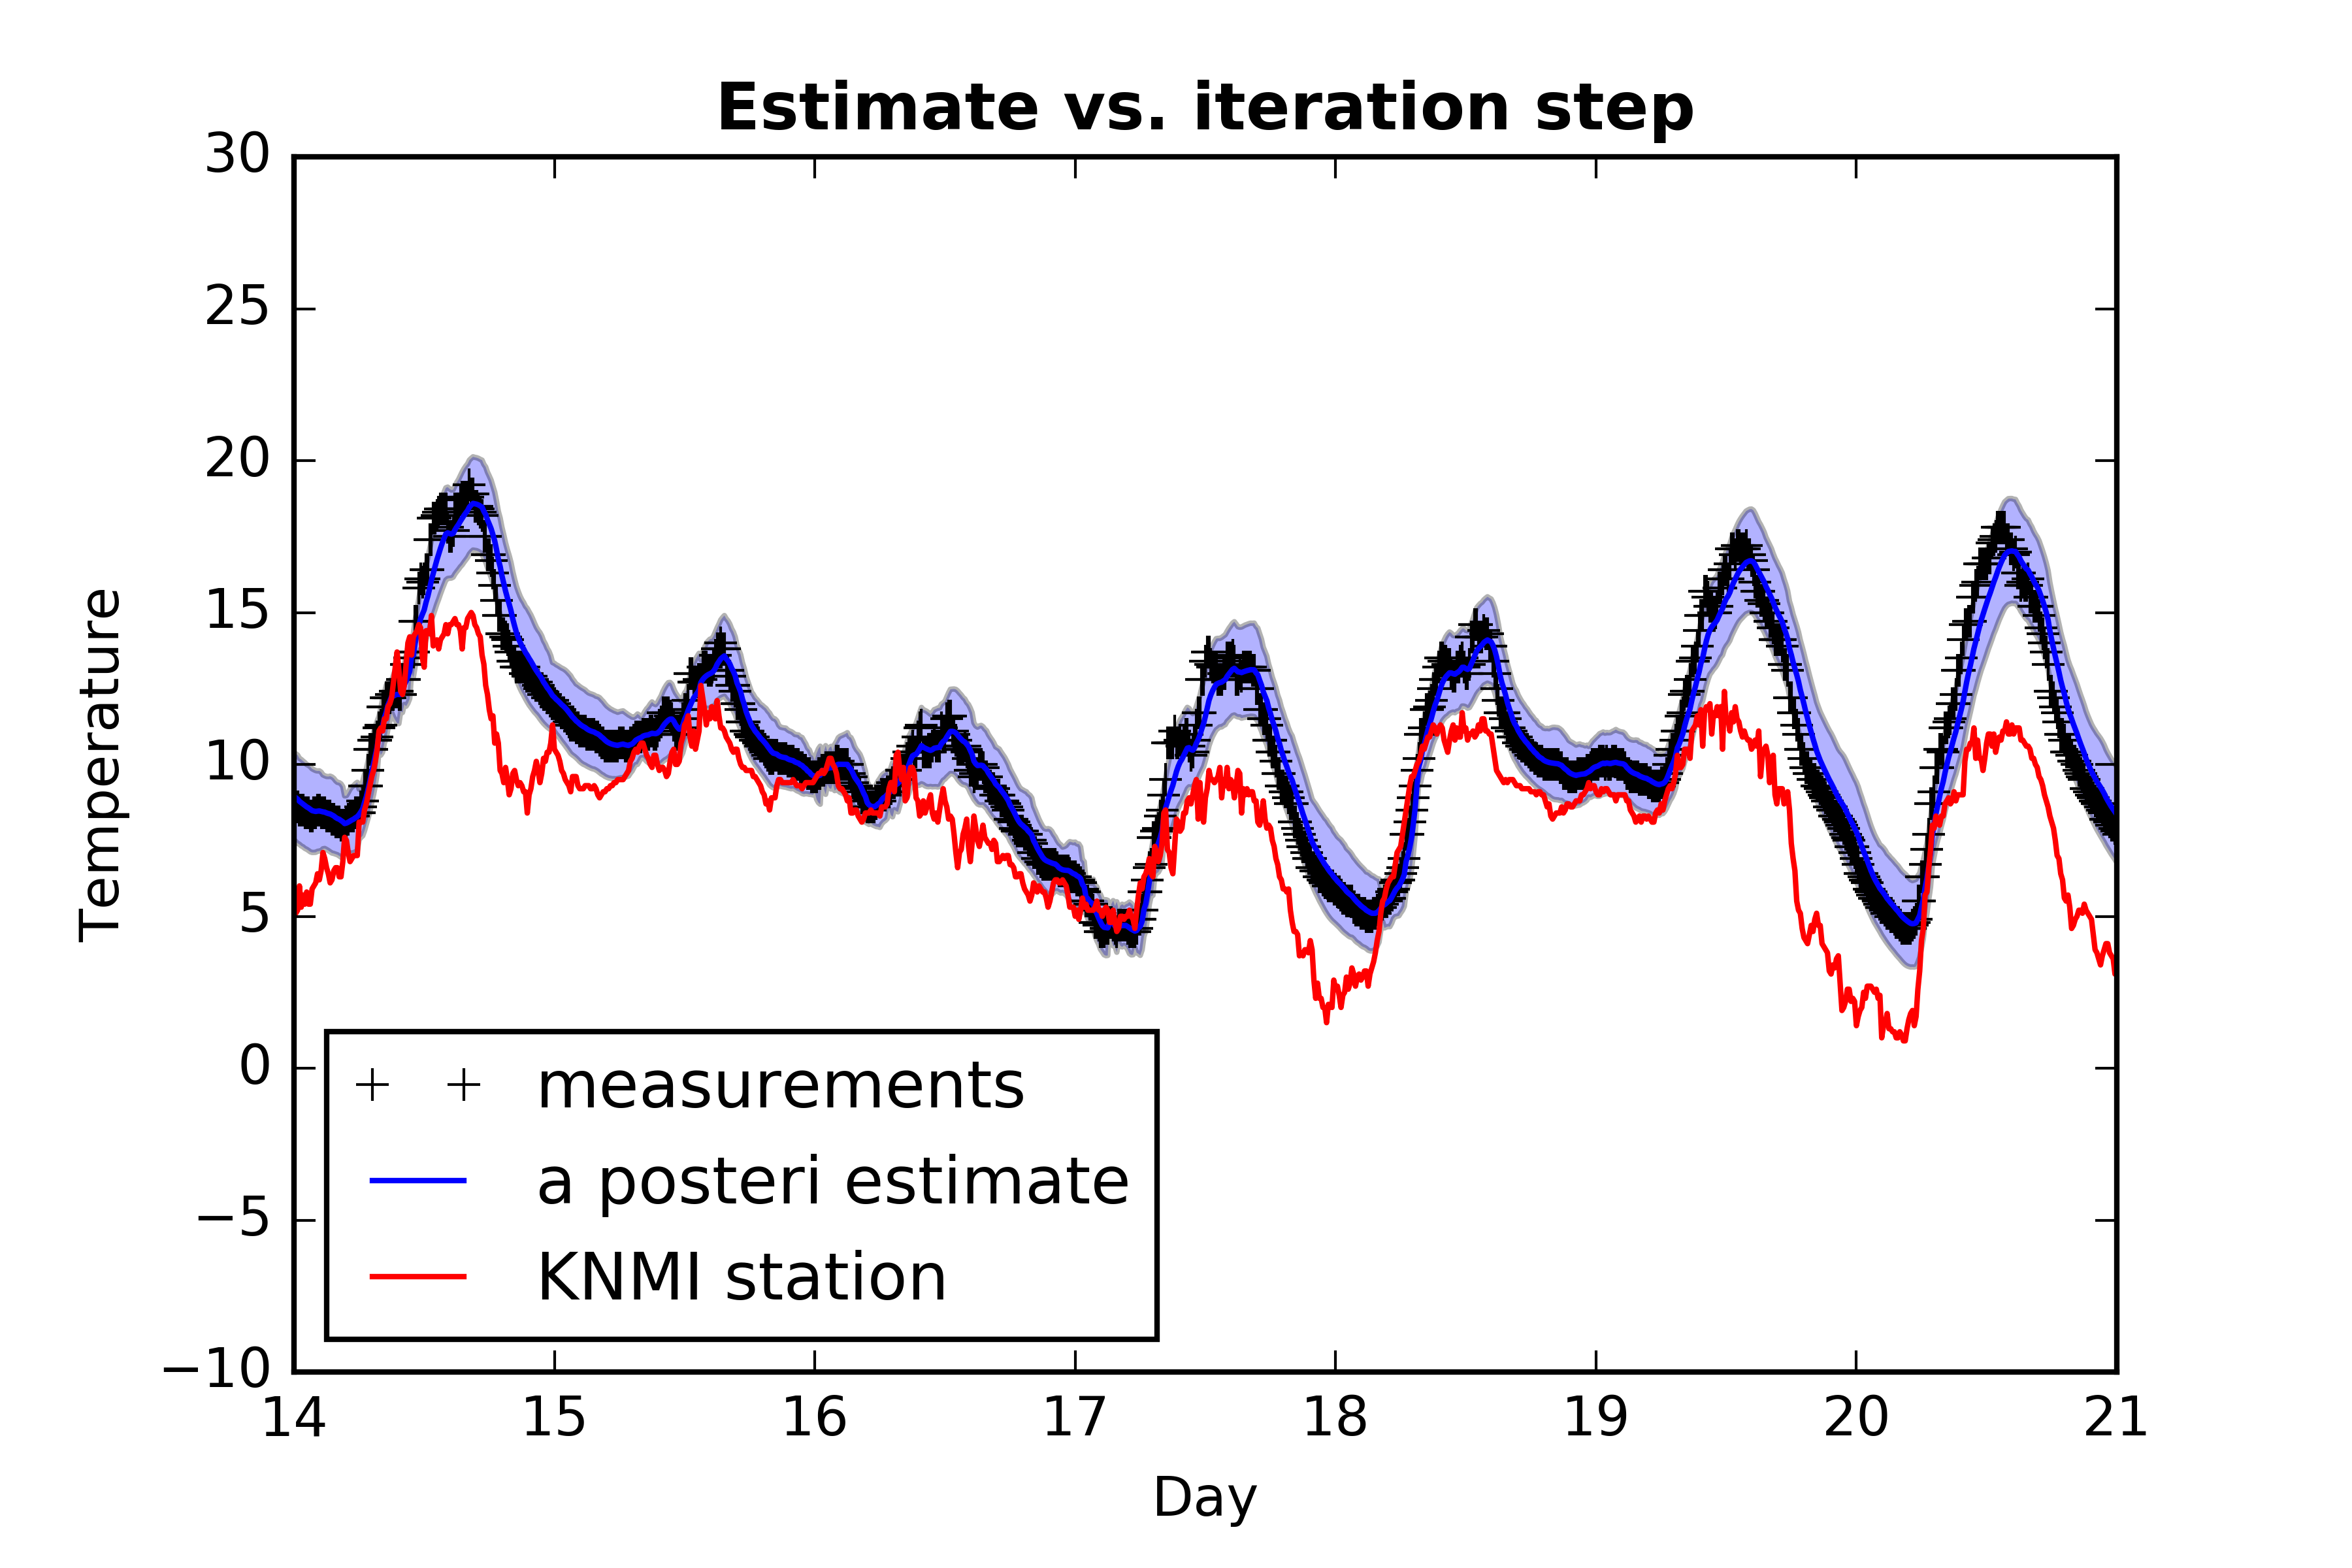 Estimate vs. iteration step
30
25
20
15
10
5
0
−5
−10
Temperature
measurements
a posteri estimate
KNMI station
14 15 16 17 18 19 20 21
Day